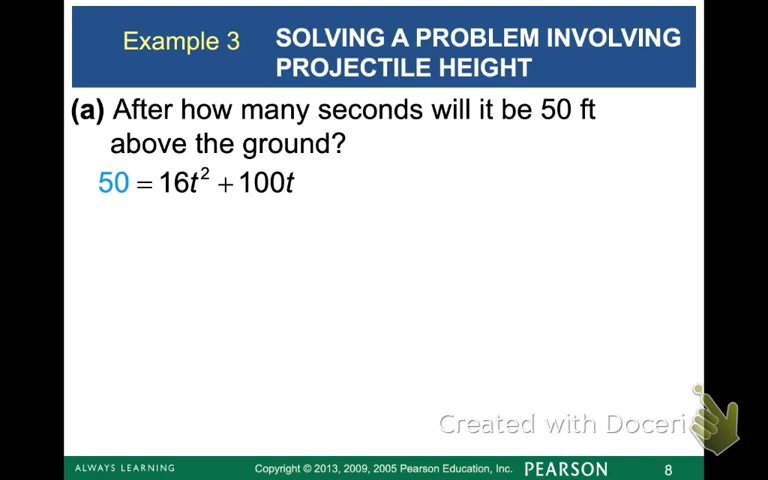 Example 3 SOLVING A PROBLEM INVOLVING
PROJECTILE HEIGHT
(a) After how many seconds will it be 50 ft
above the ground?
50 = 16t² + 100t
Created with Doceri
ALWAYS LEARNING Copyright © 2013, 2009, 2005 Pearson Education, Inc. PEARSON 8